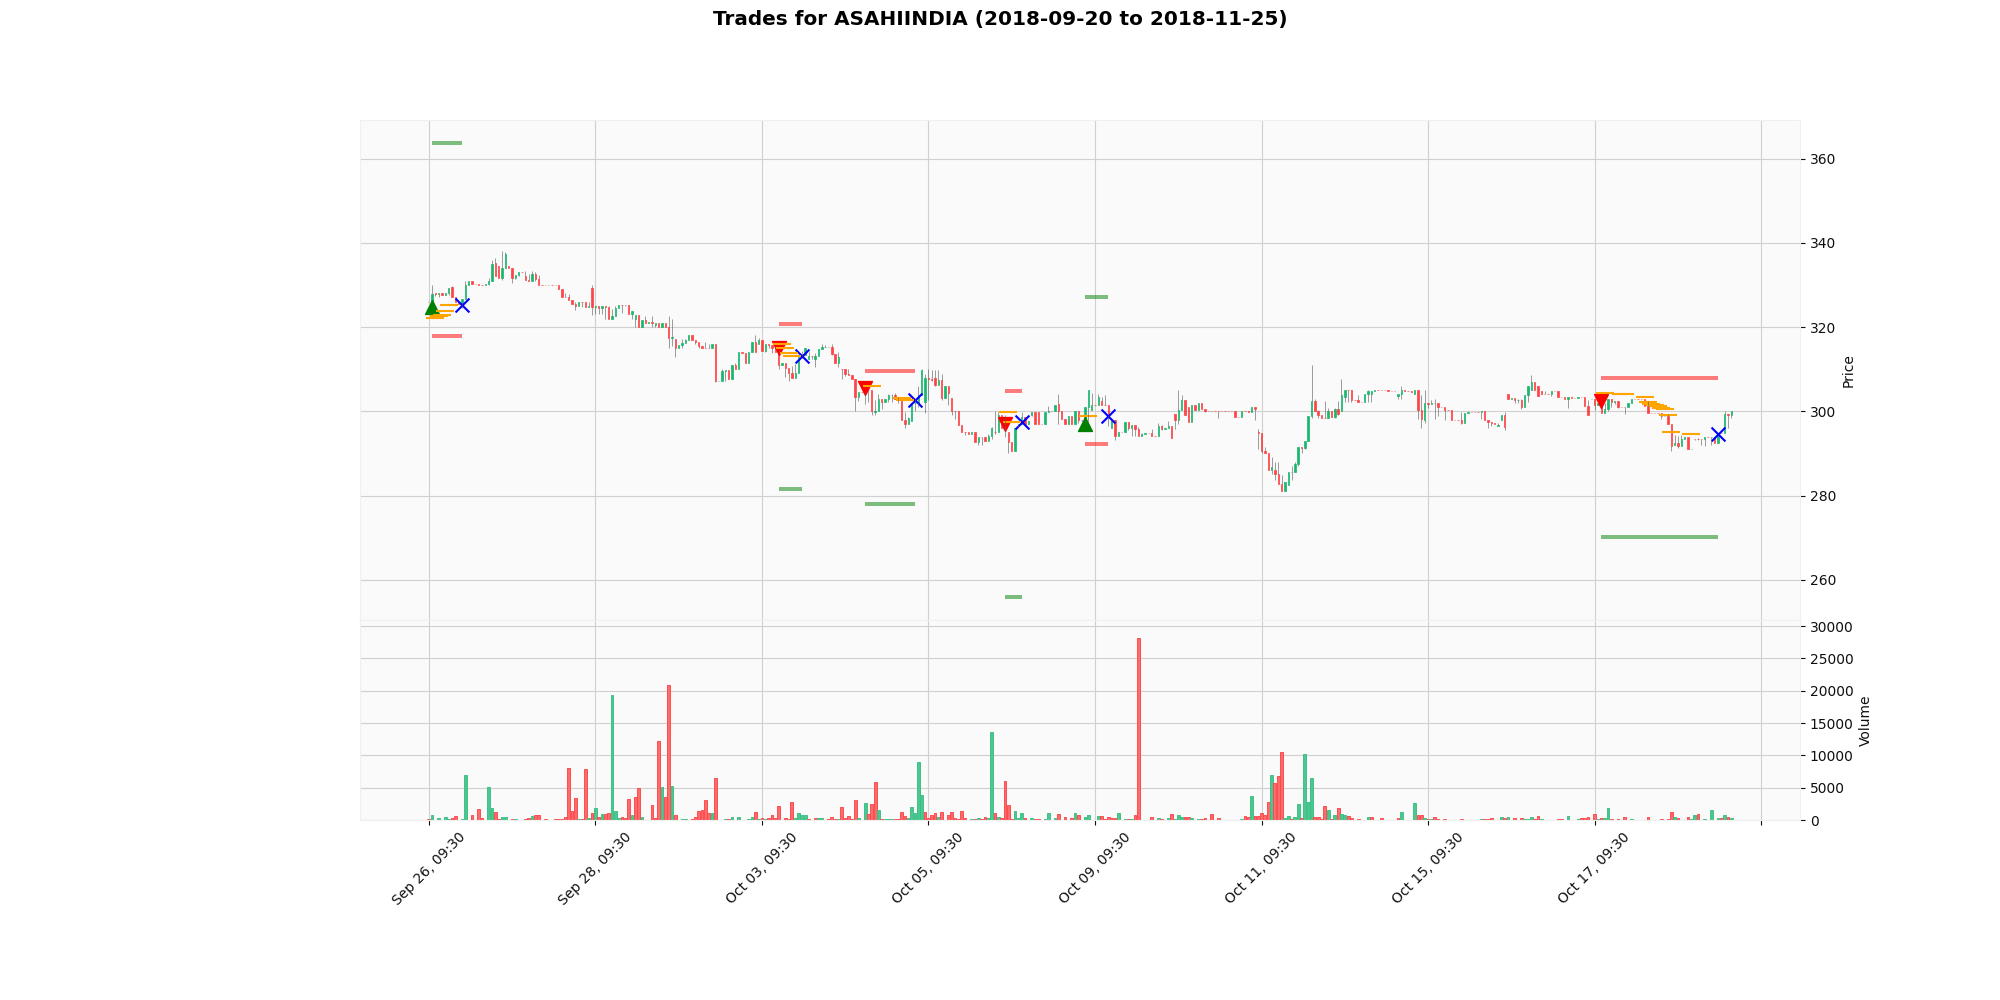 Trades for ASAHIINDIA (2018-09-20 to 2018-11-25)
360
340
320
300
280
260
Price
30000
25000
20000
15000
10000
5000
0
Volume
Sep 26, 09:30
Sep 28, 09:30
Oct 03, 09:30
Oct 05, 09:30
Oct 09, 09:30
Oct 11, 09:30
Oct 15, 09:30
Oct 17, 09:30